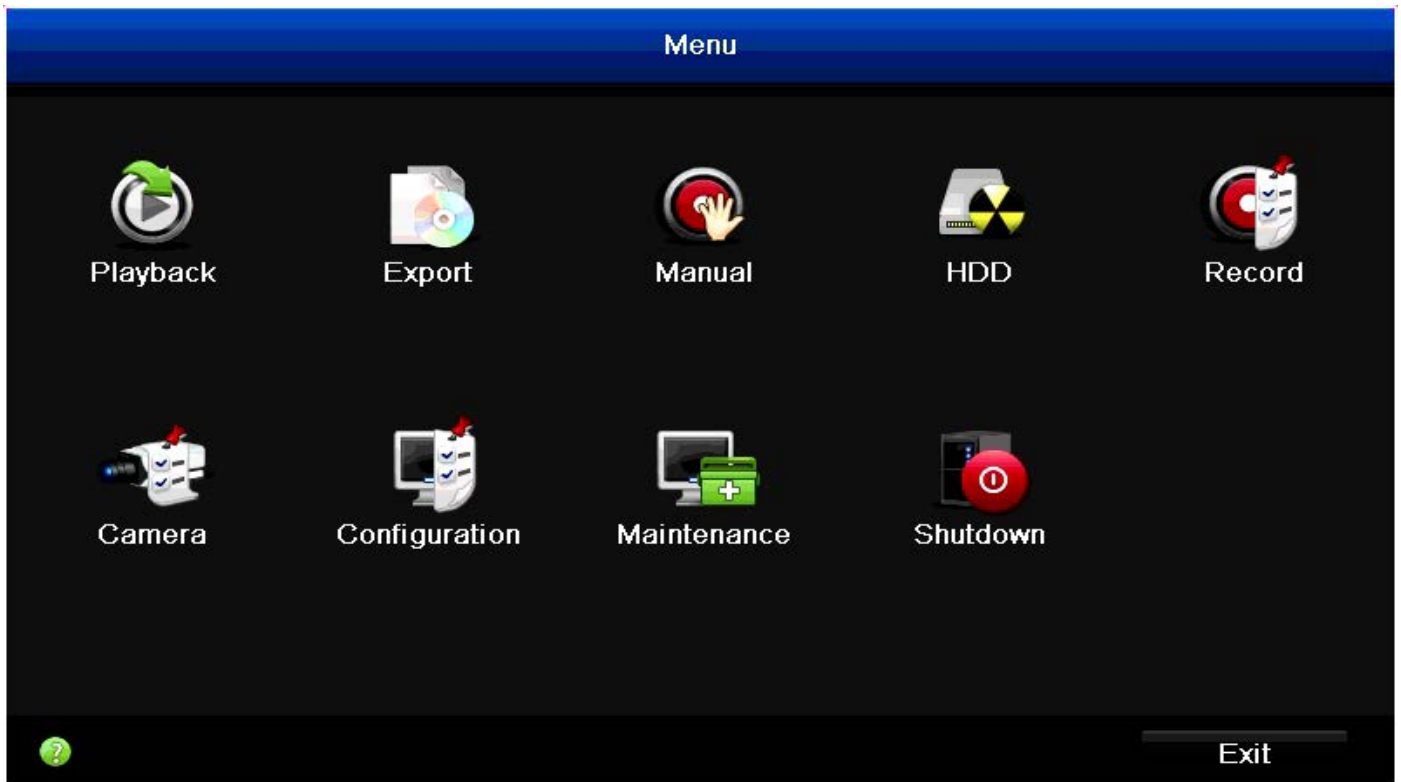 Menu
Playback Export Manual HDD Record
Camera Configuration Maintenance Shutdown
? Exit